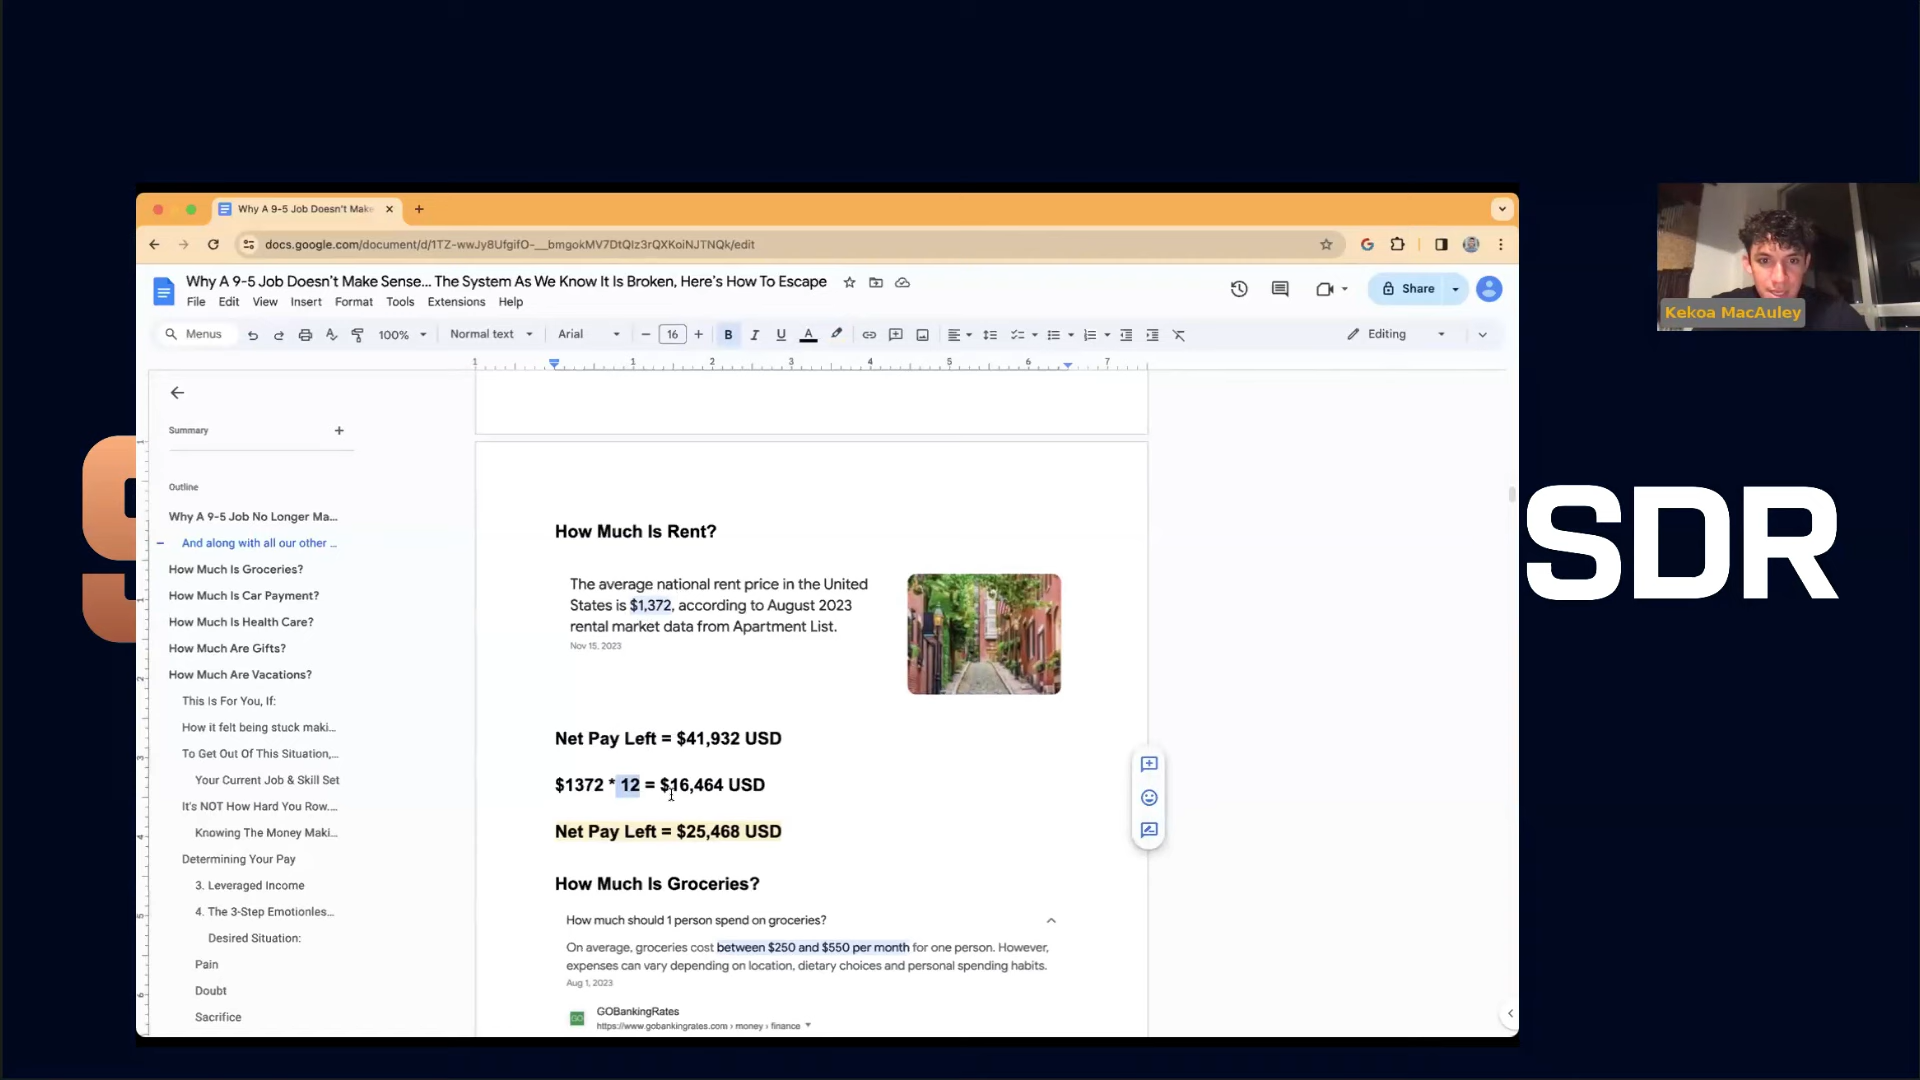 Why A 9-5 Job Doesn't Make
docs.google.com/document/d/1TZ-wwJy8UfgifO-__bmgokMV7DtQIz3rQXKoiNJTNQk/edit
Kekoa MacAuley
Why A 9-5 Job Doesn't Make Sense... The System As We Know It Is Broken, Here's How To Escape
File Edit View Insert Format Tools Extensions Help
Share
Menus 100% Normal text Arial 16 Editing
1 1 2 3 4 5 6 7
Summary
Outline
Why A 9-5 Job No Longer Ma...
And along with all our other ...
How Much Is Groceries?
How Much Is Car Payment?
How Much Is Health Care?
How Much Are Gifts?
How Much Are Vacations?
This Is For You, If:
How it felt being stuck maki...
To Get Out Of This Situation,...
Your Current Job & Skill Set
It's NOT How Hard You Row....
Knowing The Money Maki...
Determining Your Pay
3. Leveraged Income
4. The 3-Step Emotionles...
Desired Situation:
Pain
Doubt
Sacrifice
How Much Is Rent?
The average national rent price in the United
States is $1,372, according to August 2023
rental market data from Apartment List.
Nov 15, 2023
Net Pay Left = $41,932 USD
$1372 * 12 = $16,464 USD
Net Pay Left = $25,468 USD
How Much Is Groceries?
How much should 1 person spend on groceries?
On average, groceries cost between $250 and $550 per month for one person. However,
expenses can vary depending on location, dietary choices and personal spending habits.
Aug 1, 2023
GOBankingRates
https://www.gobankingrates.com › money › finance
SDR